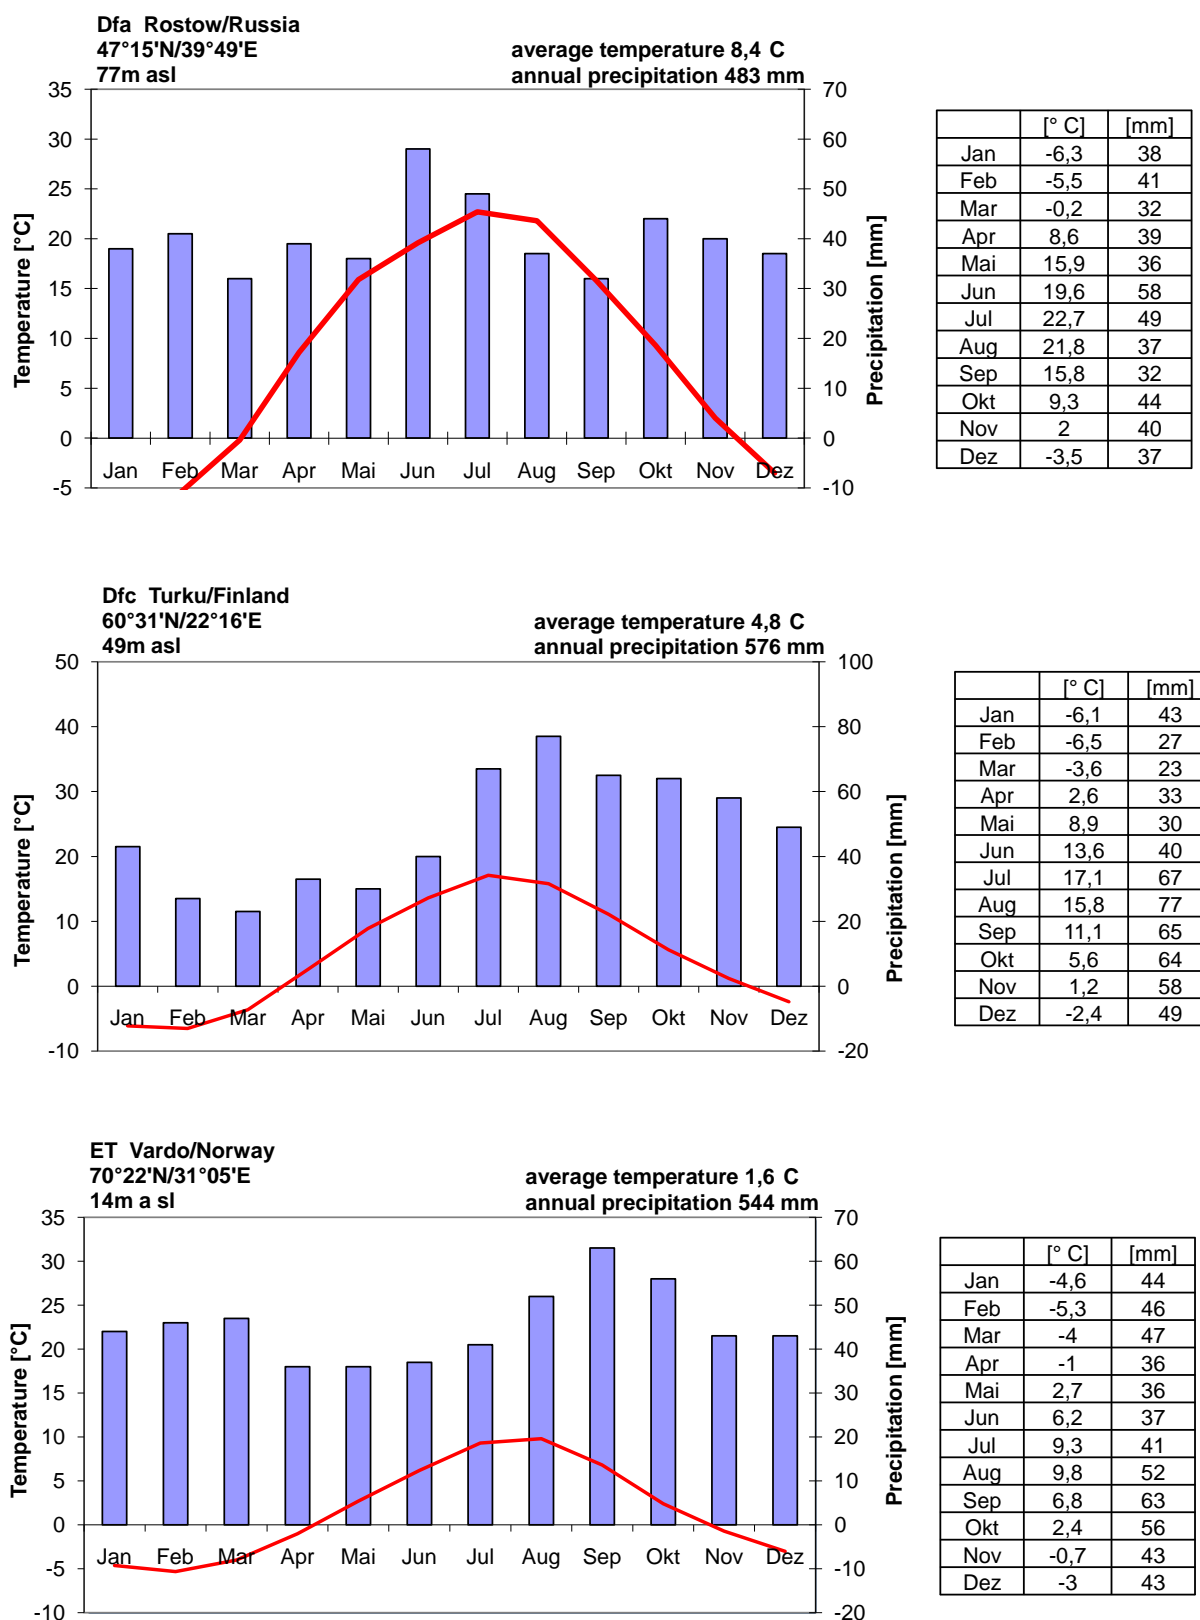 Dfa  Rostow/Russia
47°15'N/39°49'E
77m asl
average temperature 8,4 C
annual precipitation 483 mm
35
30
25
20
15
10
5
0
-5
Temperature [°C]
Jan Feb Mar Apr Mai Jun Jul Aug Sep Okt Nov Dez
70
60
50
40
30
20
10
0
-10
Precipitation [mm]
[° C] [mm]
Jan -6,3 38
Feb -5,5 41
Mar -0,2 32
Apr 8,6 39
Mai 15,9 36
Jun 19,6 58
Jul 22,7 49
Aug 21,8 37
Sep 15,8 32
Okt 9,3 44
Nov 2 40
Dez -3,5 37
Dfc  Turku/Finland
60°31'N/22°16'E
49m asl
average temperature 4,8 C
annual precipitation 576 mm
50
40
30
20
10
0
-10
Temperature [°C]
Jan Feb Mar Apr Mai Jun Jul Aug Sep Okt Nov Dez
100
80
60
40
20
0
-20
Precipitation [mm]
[° C] [mm]
Jan -6,1 43
Feb -6,5 27
Mar -3,6 23
Apr 2,6 33
Mai 8,9 30
Jun 13,6 40
Jul 17,1 67
Aug 15,8 77
Sep 11,1 65
Okt 5,6 64
Nov 1,2 58
Dez -2,4 49
ET  Vardo/Norway
70°22'N/31°05'E
14m a sl
average temperature 1,6 C
annual precipitation 544 mm
35
30
25
20
15
10
5
0
-5
-10
Temperature [°C]
Jan Feb Mar Apr Mai Jun Jul Aug Sep Okt Nov Dez
70
60
50
40
30
20
10
0
-10
-20
Precipitation [mm]
[° C] [mm]
Jan -4,6 44
Feb -5,3 46
Mar -4 47
Apr -1 36
Mai 2,7 36
Jun 6,2 37
Jul 9,3 41
Aug 9,8 52
Sep 6,8 63
Okt 2,4 56
Nov -0,7 43
Dez -3 43